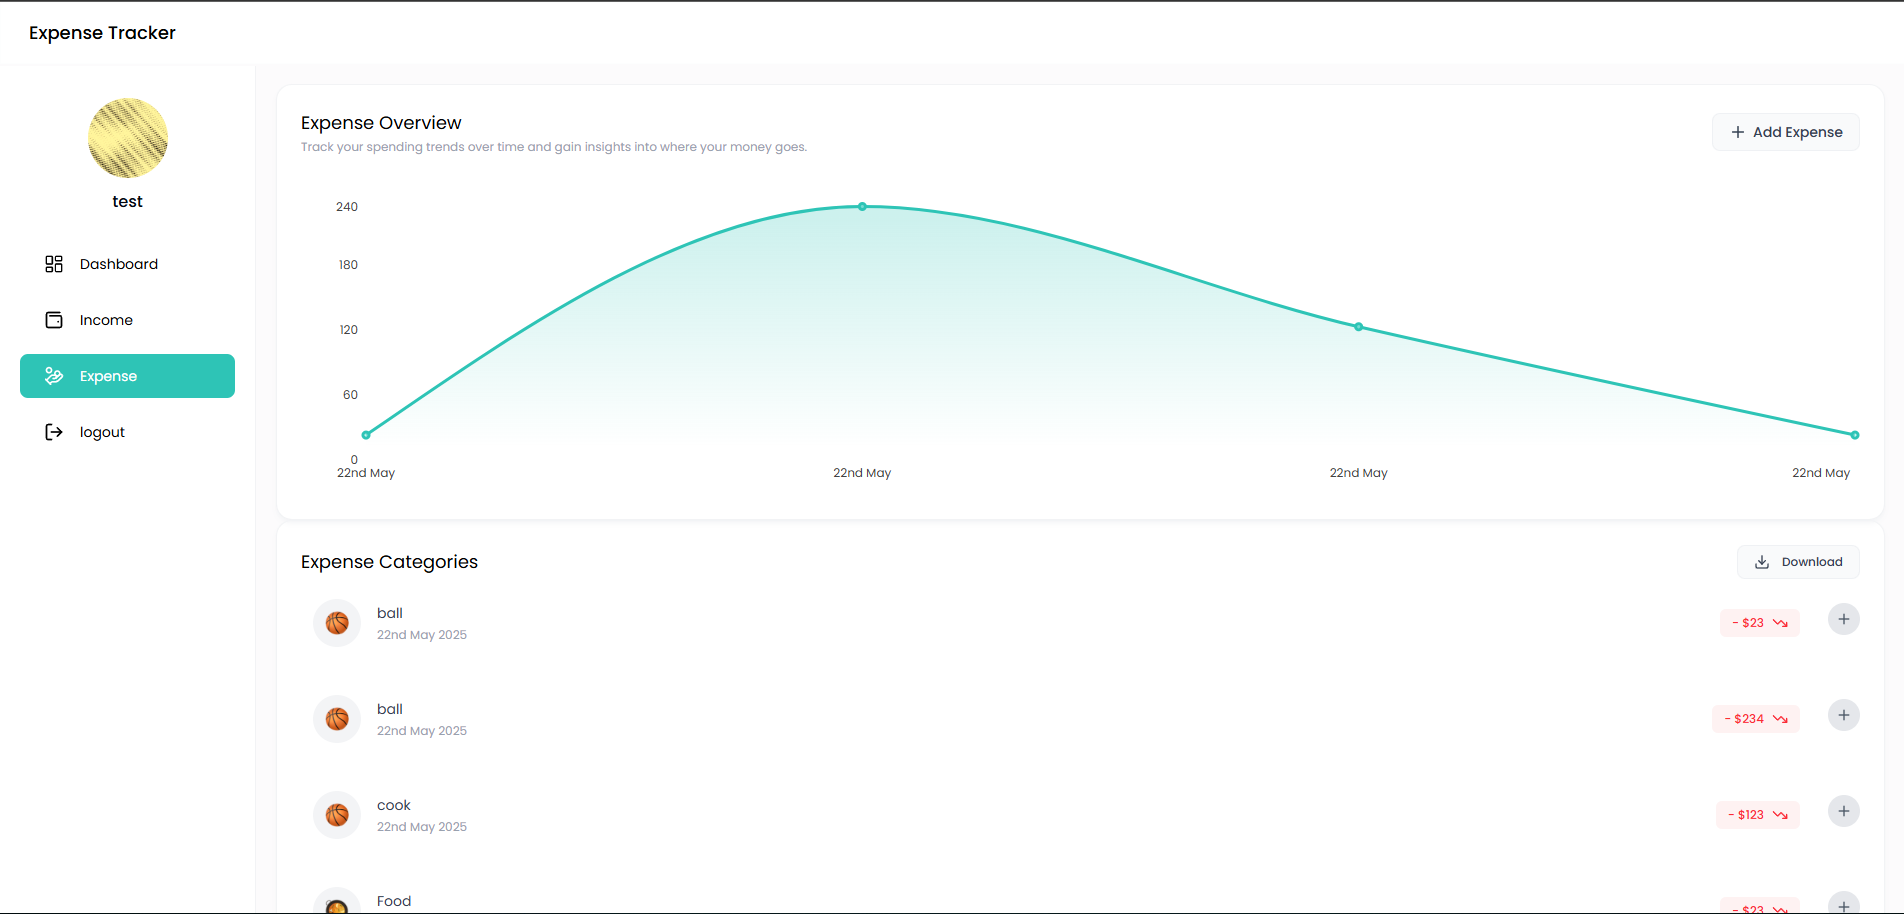 Expense Tracker
test
Dashboard
Income
Expense
logout
Expense Overview
Track your spending trends over time and gain insights into where your money goes.
+ Add Expense
240
180
120
60
0
22nd May 22nd May 22nd May 22nd May
Expense Categories
Download
ball
22nd May 2025
- $23
+
ball
22nd May 2025
- $234
+
cook
22nd May 2025
- $123
+
Food
- $23
+